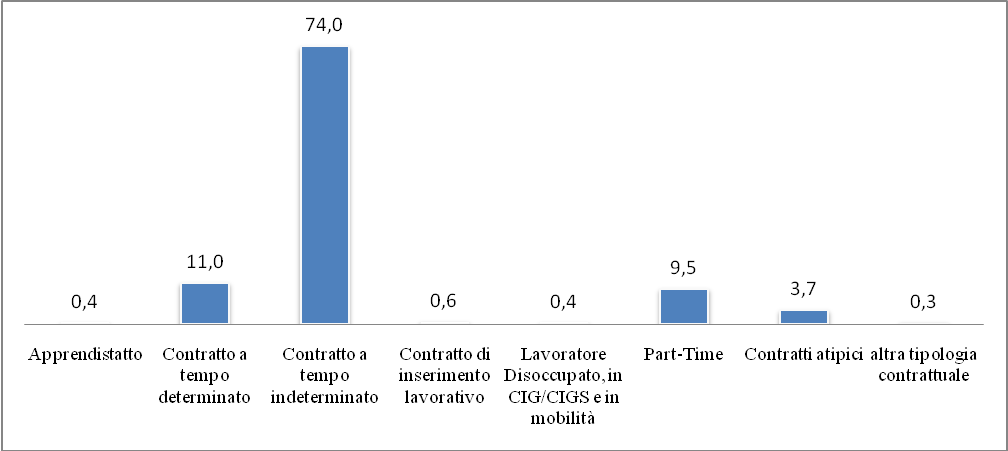 74,0
11,0
9,5
3,7
0,4
0,6
0,4
0,3
Apprendistatto
Contratto a
tempo
determinato
Contratto a
tempo
indeterminato
Contratto di
inserimento
lavorativo
Lavoratore
Disoccupato, in
CIG/CIGS e in
mobilità
Part-Time
Contratti atipici
altra tipologia
contrattuale